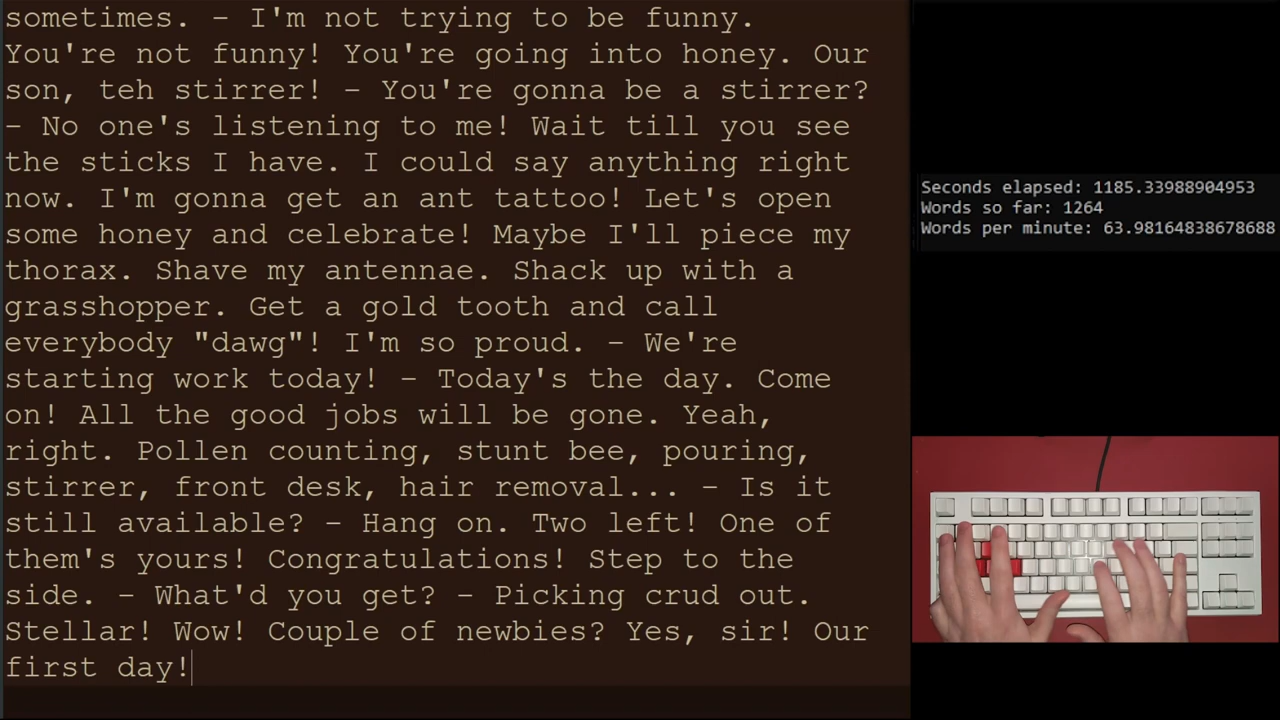 sometimes. - I'm not trying to be funny.
You're not funny! You're going into honey. Our
son, teh stirrer! - You're gonna be a stirrer?
- No one's listening to me! Wait till you see
the sticks I have. I could say anything right
now. I'm gonna get an ant tattoo! Let's open
some honey and celebrate! Maybe I'll piece my
thorax. Shave my antennae. Shack up with a
grasshopper. Get a gold tooth and call
everybody "dawg"! I'm so proud. - We're
starting work today! - Today's the day. Come
on! All the good jobs will be gone. Yeah,
right. Pollen counting, stunt bee, pouring,
stirrer, front desk, hair removal... - Is it
still available? - Hang on. Two left! One of
them's yours! Congratulations! Step to the
side. - What'd you get? - Picking crud out.
Stellar! Wow! Couple of newbies? Yes, sir! Our
first day!
Seconds elapsed: 1185.33988904953
Words so far: 1264
Words per minute: 63.98164838678688